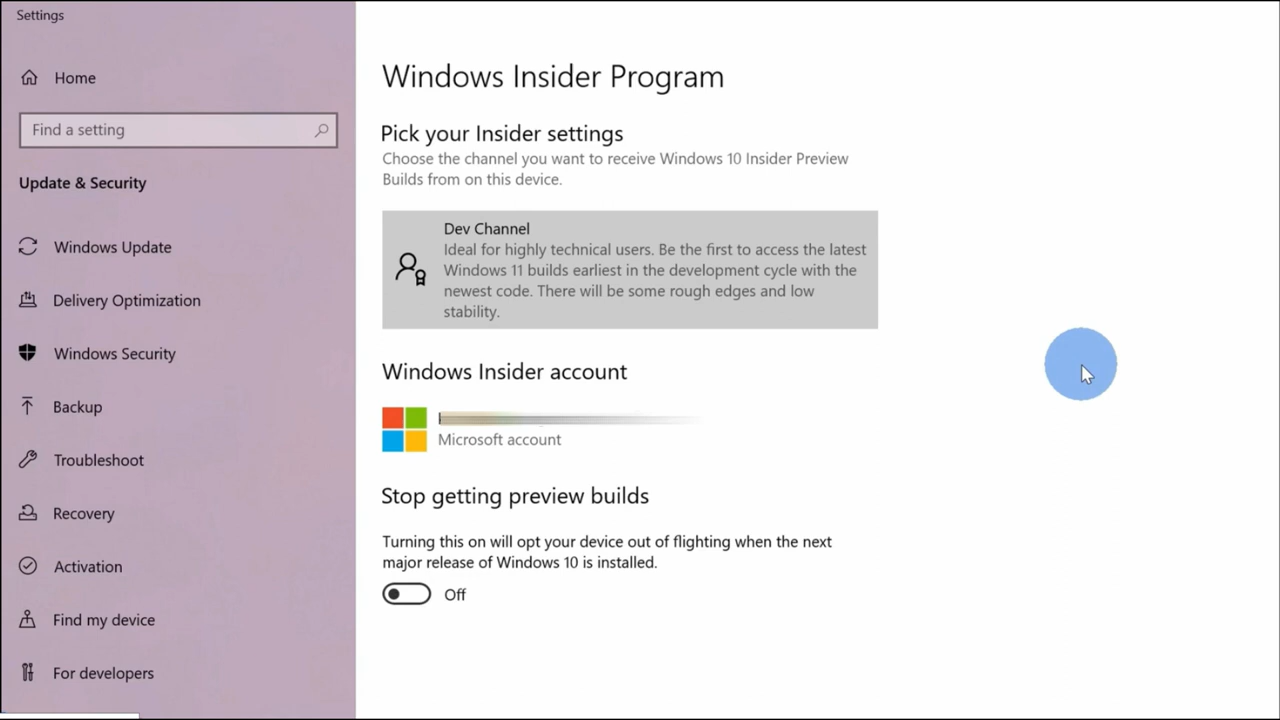 Settings
Home
Find a setting
Update & Security
Windows Update
Delivery Optimization
Windows Security
Backup
Troubleshoot
Recovery
Activation
Find my device
For developers
Windows Insider Program
Pick your Insider settings
Choose the channel you want to receive Windows 10 Insider Preview
Builds from on this device.
Dev Channel
Ideal for highly technical users. Be the first to access the latest
Windows 11 builds earliest in the development cycle with the
newest code. There will be some rough edges and low
stability.
Windows Insider account
Microsoft account
Stop getting preview builds
Turning this on will opt your device out of flighting when the next
major release of Windows 10 is installed.
Off